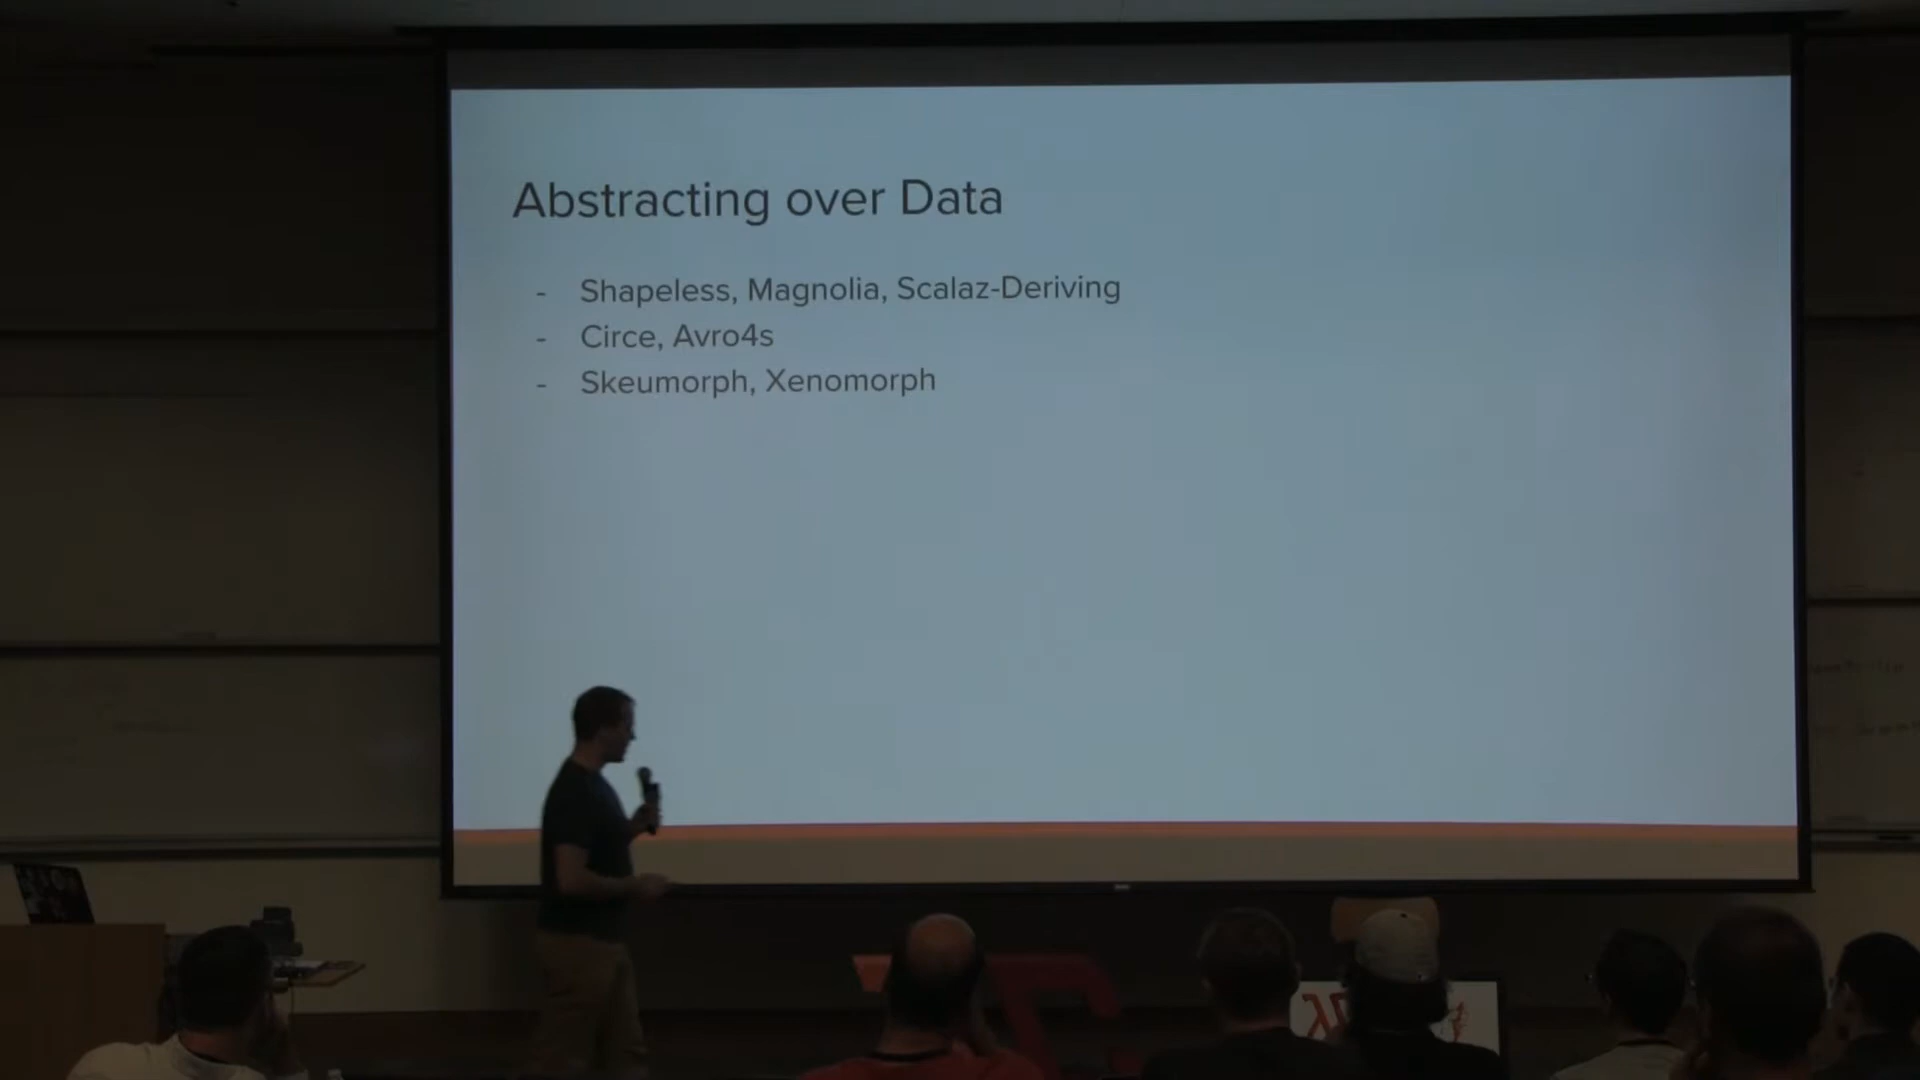 Abstracting over Data
- Shapeless, Magnolia, Scalaz-Deriving
- Circe, Avro4s
- Skeumorph, Xenomorph